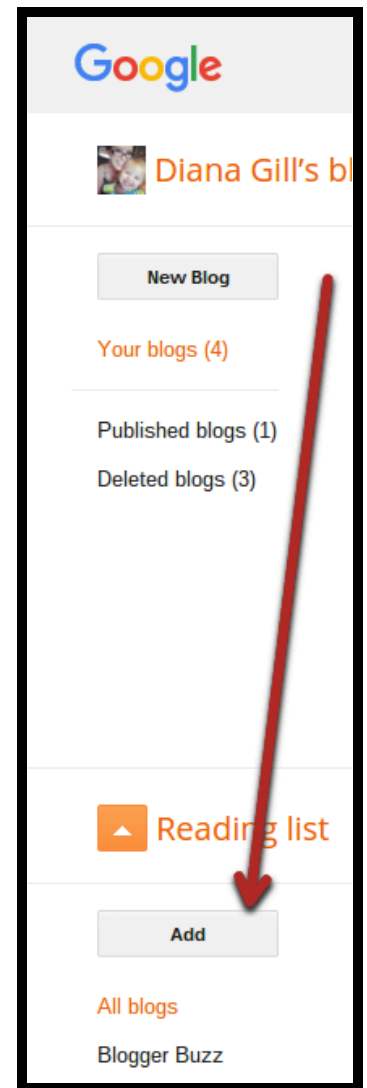 Google
Diana Gill's bl
New Blog
Your blogs (4)
Published blogs (1)
Deleted blogs (3)
Reading list
Add
All blogs
Blogger Buzz